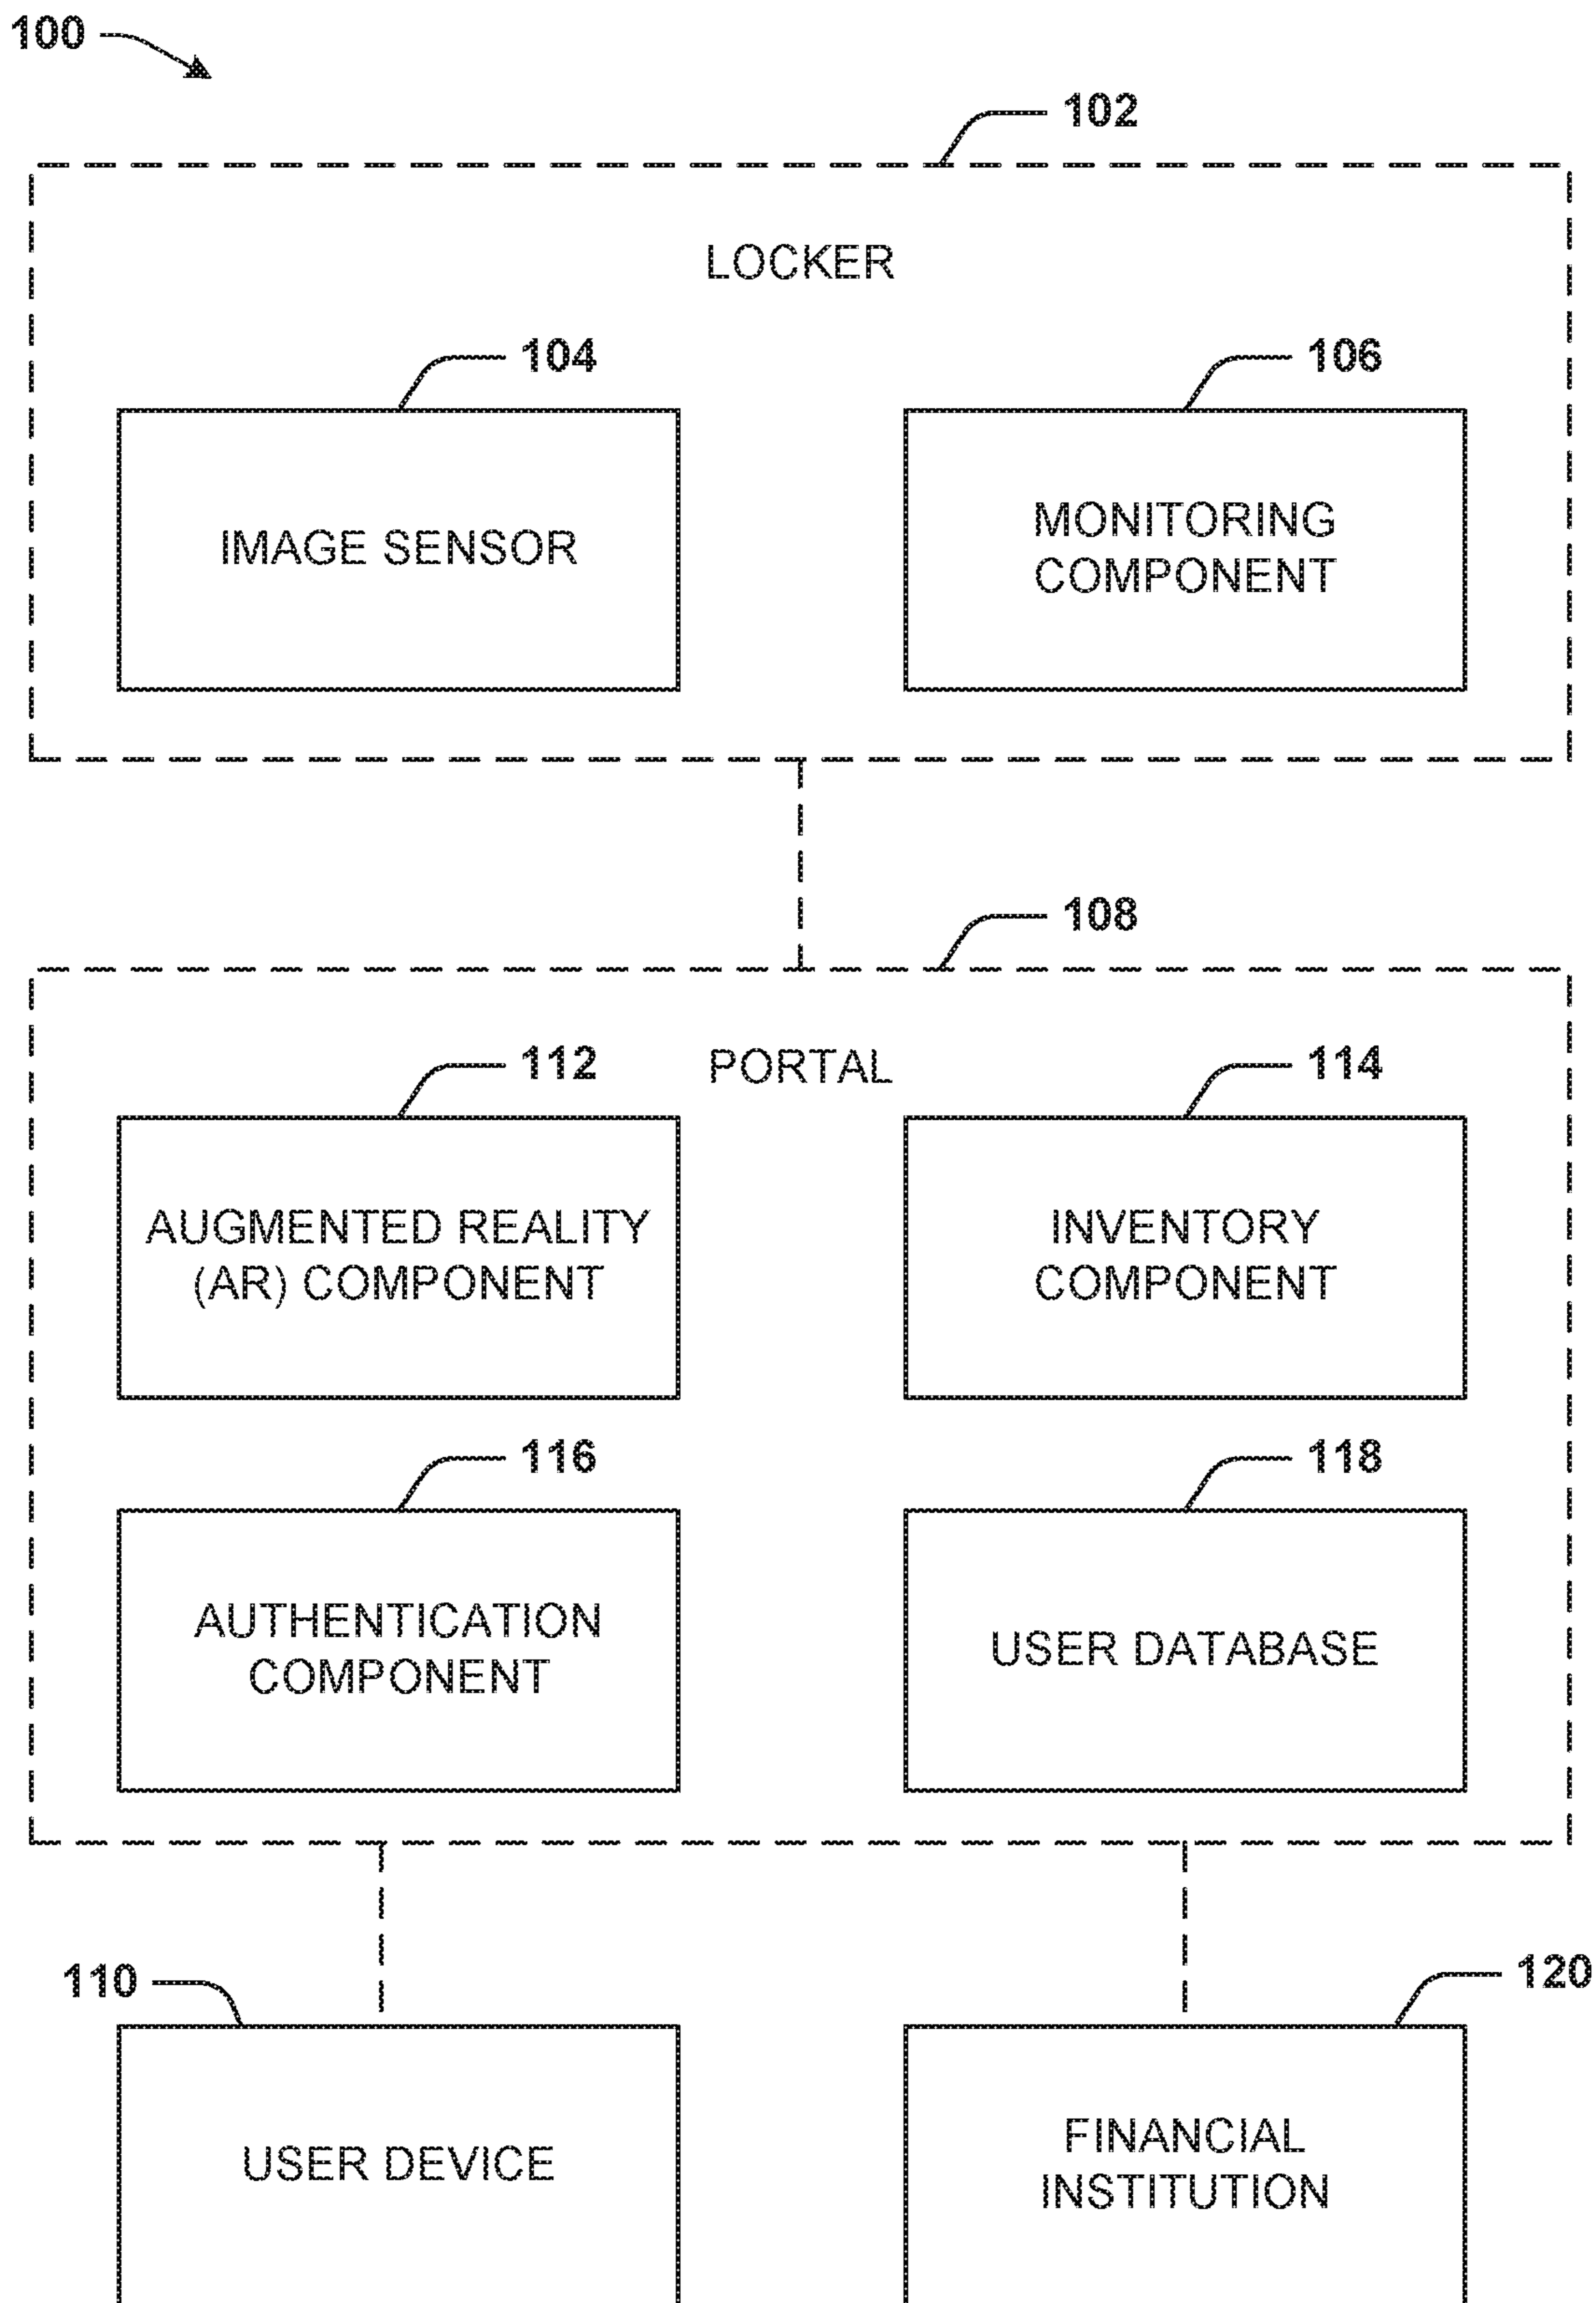 100
102
LOCKER
104
106
IMAGE SENSOR
MONITORING
COMPONENT
108
PORTAL
112
114
AUGMENTED REALITY
(AR) COMPONENT
INVENTORY
COMPONENT
116
118
AUTHENTICATION
COMPONENT
USER DATABASE
110
120
USER DEVICE
FINANCIAL
INSTITUTION